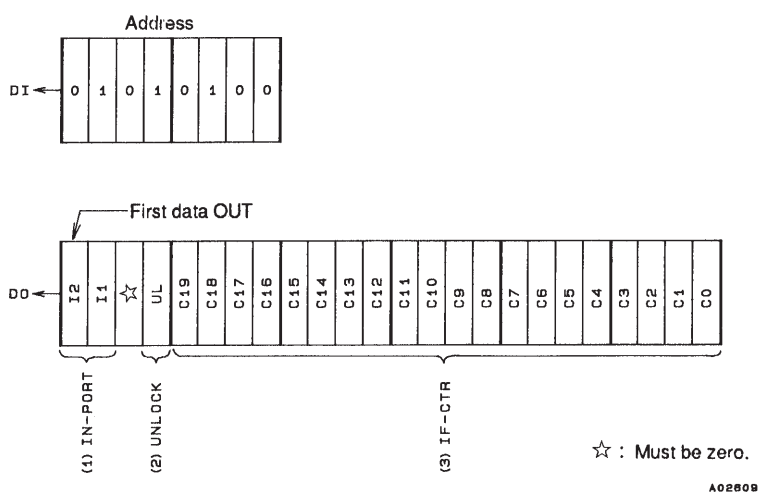 Address
DI 0 1 0 1 0 1 0 0
First data OUT
DO I2 I1 ☆ UL C19 C18 C17 C16 C15 C14 C13 C12 C11 C10 C9 C8 C7 C6 C5 C4 C3 C2 C1 C0
(1) IN-PORT
(2) UNLOCK
(3) IF-CTR
☆ : Must be zero.
A02609